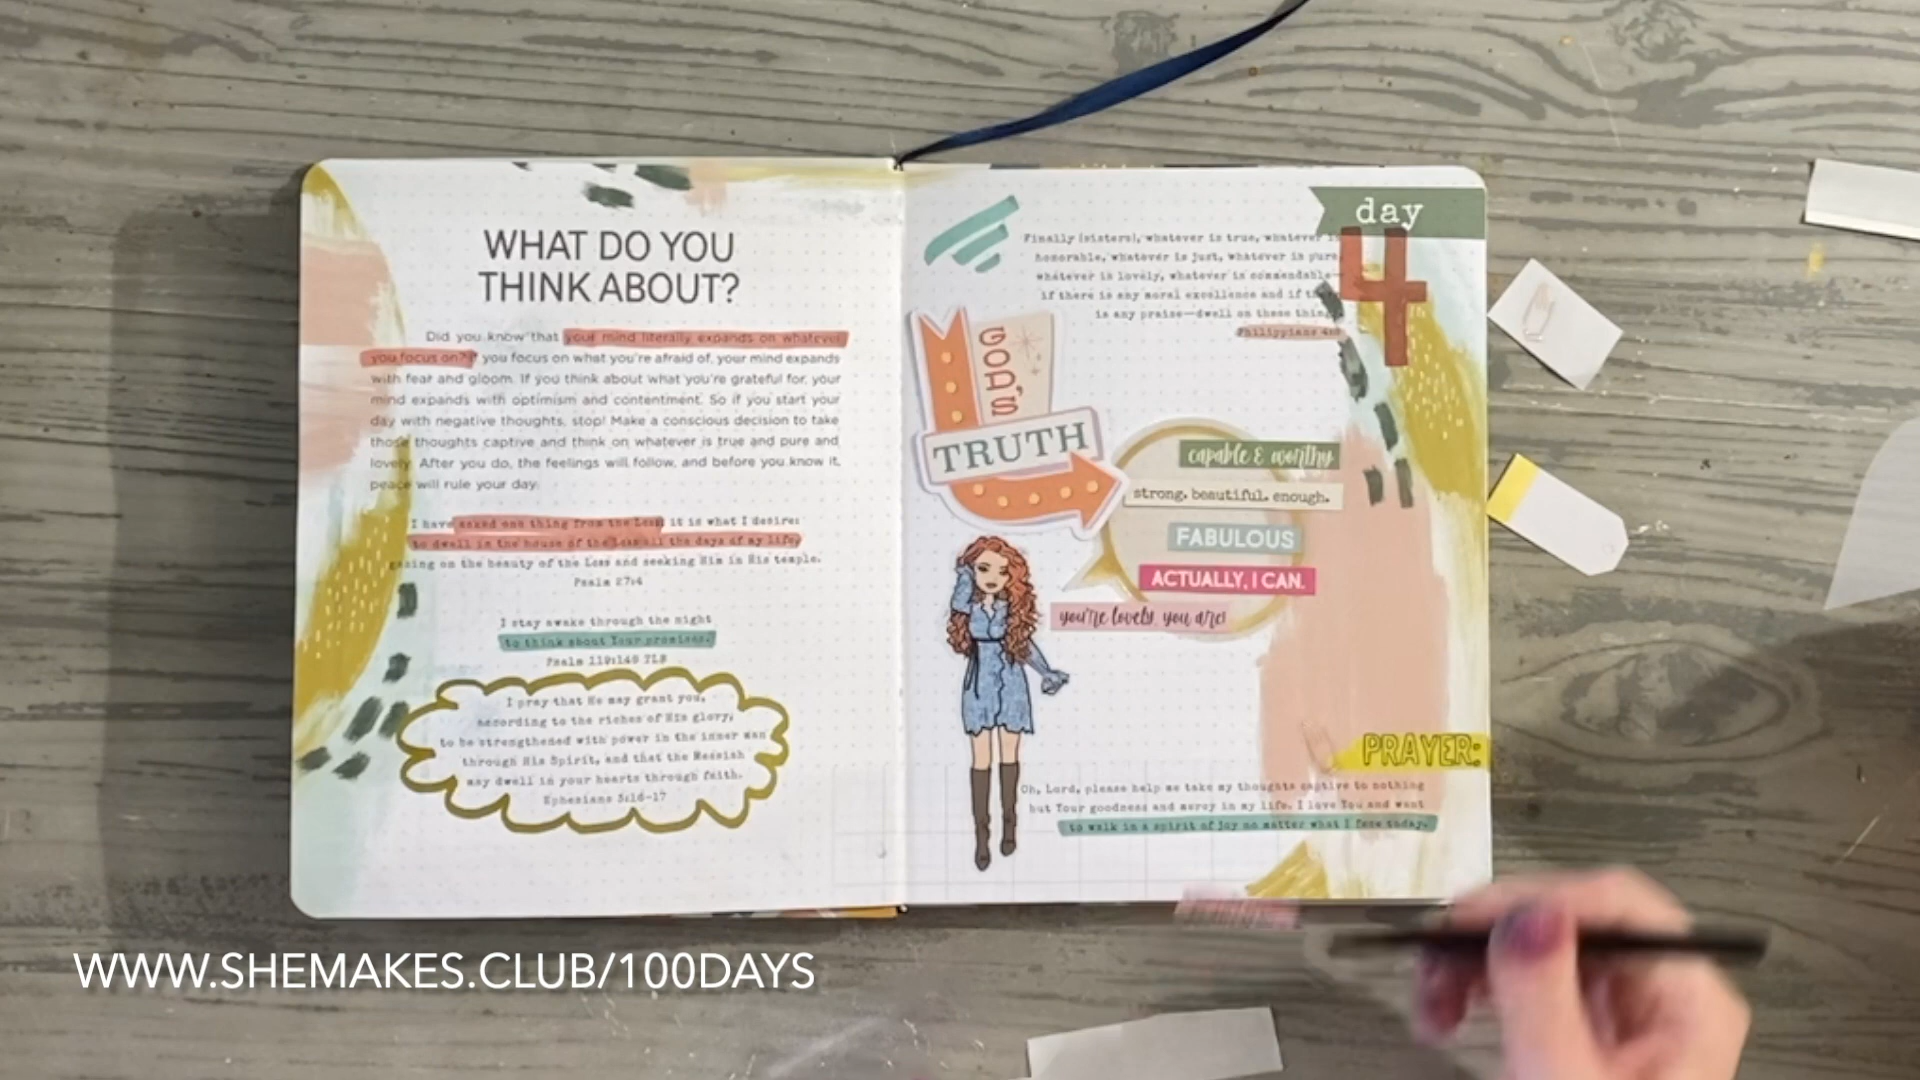 WHAT DO YOU
THINK ABOUT?
Did you know that your mind literally expands on whatever
you focus on? If you focus on what you're afraid of, your mind expands
with fear and gloom. If you think about what you're grateful for, your
mind expands with optimism and contentment. So if you start your
day with negative thoughts, stop! Make a conscious decision to take
those thoughts captive and think on whatever is true and pure and
lovely. After you do, the feelings will follow, and before you know it,
peace will rule your day.
I have asked one thing from the Lord it is what I desire:
to dwell in the house of the Lord all the days of my life,
gazing on the beauty of the Lord and seeking Him in His temple.
Psalm 27:4
I stay awake through the night
to think about Your promises.
Psalm 119:148 TLB
I pray that He may grant you,
according to the riches of His glory,
to be strengthened with power in the inner man
through His Spirit, and that the Messiah
may dwell in your hearts through faith.
Ephesians 3:16-17
day
4
Finally (sisters), whatever is true, whatever is
honorable, whatever is just, whatever is pure,
whatever is lovely, whatever is commendable—
if there is any moral excellence and if there
is any praise—dwell on these things.
Philippians 4:8
GOD'S
TRUTH
capable & worthy
strong. beautiful. enough.
FABULOUS
ACTUALLY, I CAN.
you're lovely, you are!
PRAYER:
Oh, Lord, please help me take my thoughts captive to nothing
but Your goodness and mercy in my life. I love You and want
to walk in a spirit of joy no matter what I face today.
WWW.SHEMAKES.CLUB/100DAYS